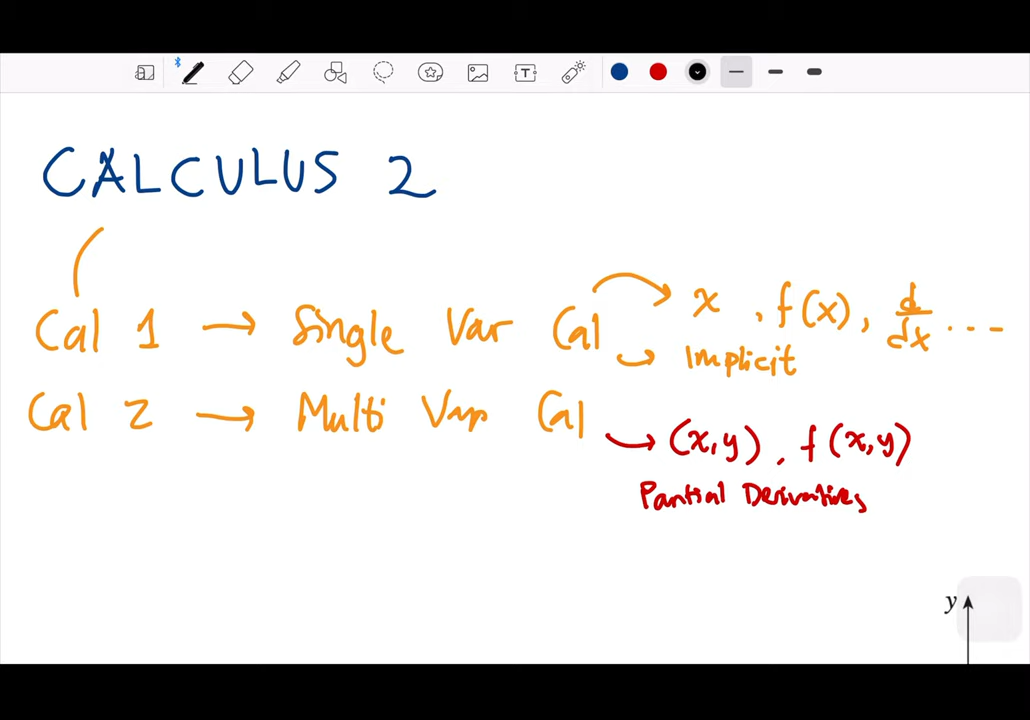 CALCULUS 2
Cal 1 → Single Var Cal → x , f(x), d/dx ...
→ Implicit
Cal 2 → Multi Var Cal → (x,y) , f(x,y)
Partial Derivatives
y